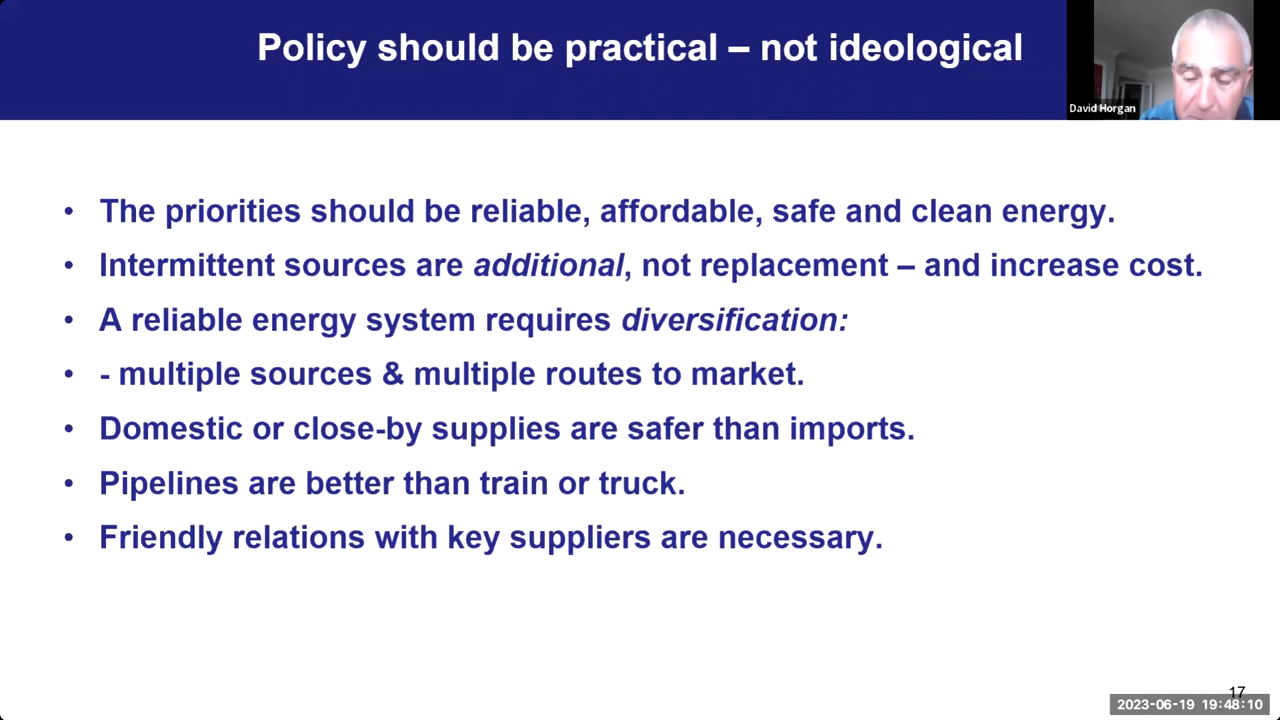 Policy should be practical – not ideological
David Horgan
• The priorities should be reliable, affordable, safe and clean energy.
• Intermittent sources are additional, not replacement – and increase cost.
• A reliable energy system requires diversification:
• - multiple sources & multiple routes to market.
• Domestic or close-by supplies are safer than imports.
• Pipelines are better than train or truck.
• Friendly relations with key suppliers are necessary.
17
2023-06-19 19:48:10